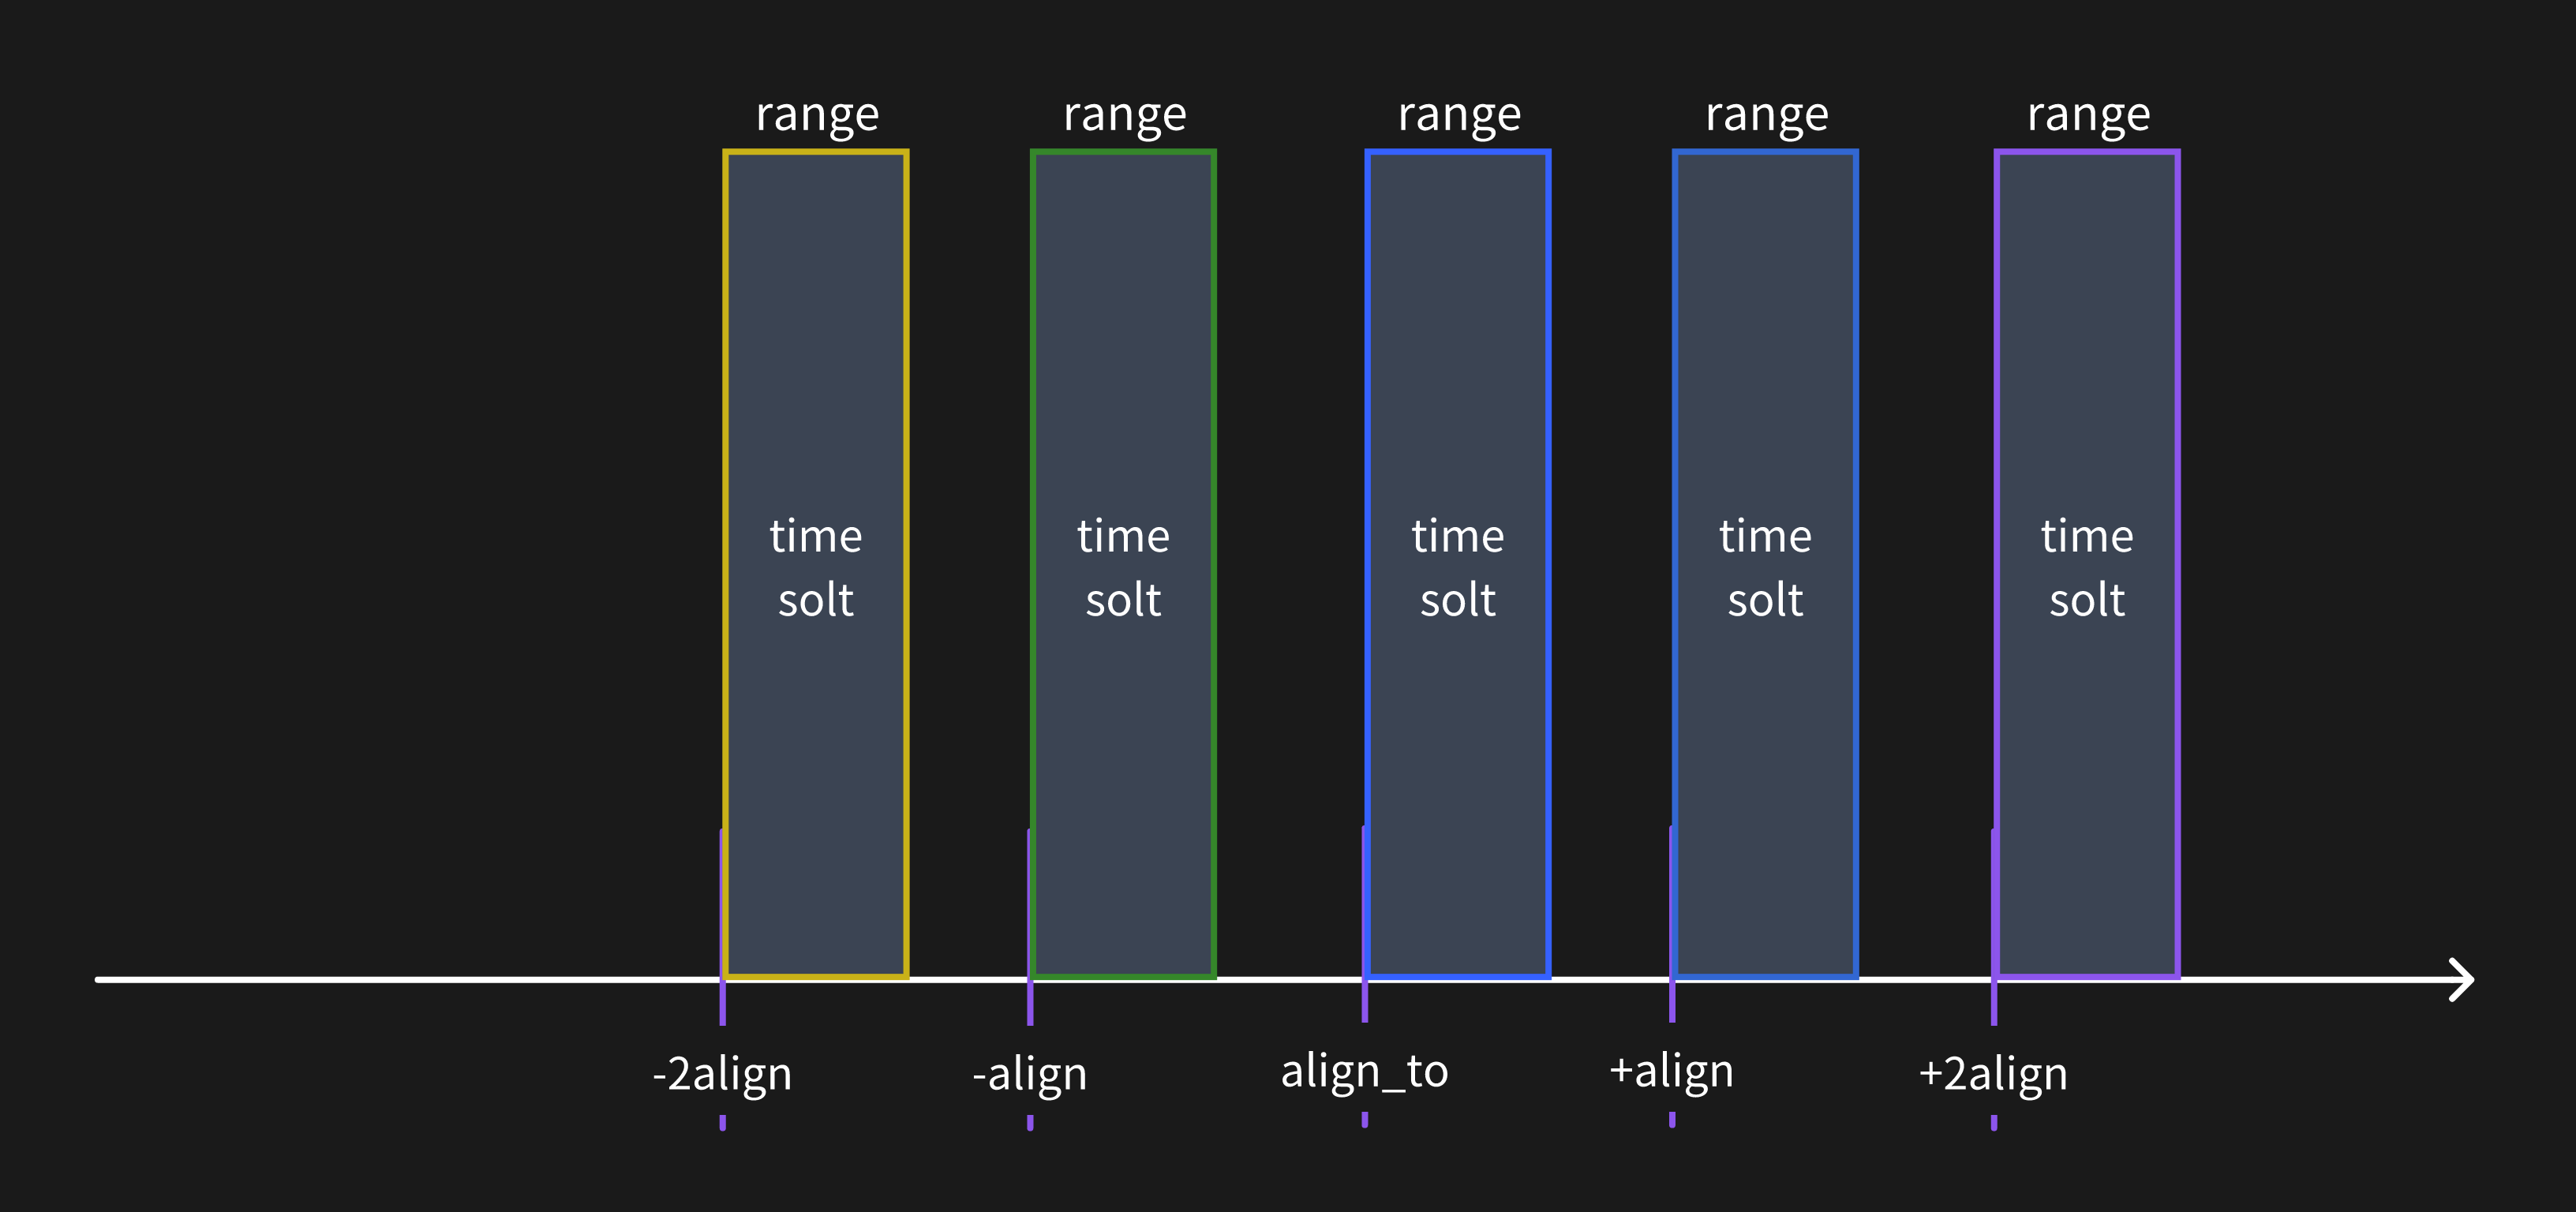 range range range range range
time time time time time
solt solt solt solt solt
-2align -align align_to +align +2align